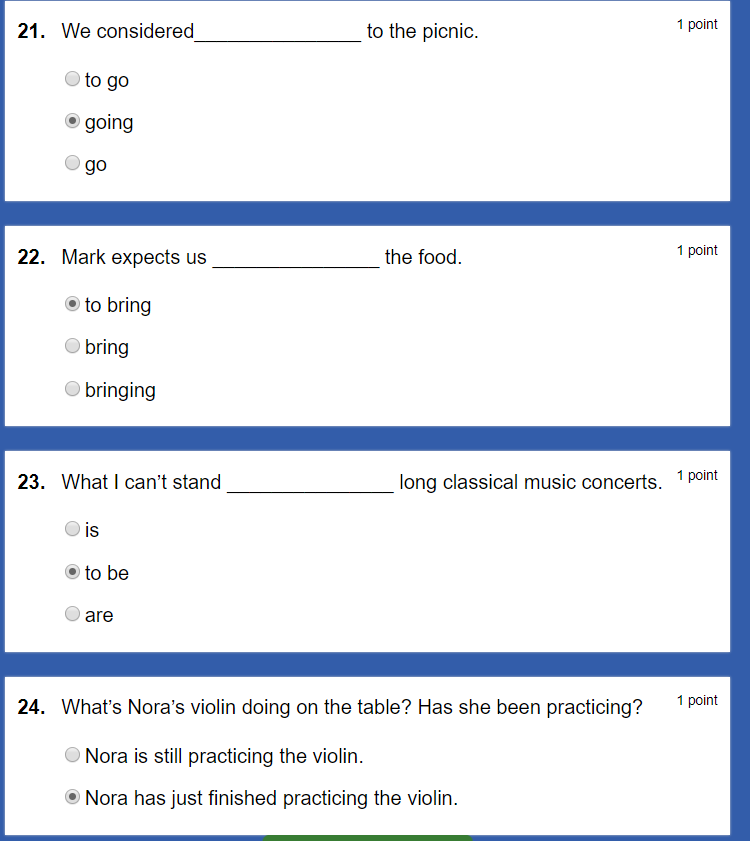 21. We considered_______________ to the picnic. 1 point
to go
going
go
22. Mark expects us _______________ the food. 1 point
to bring
bring
bringing
23. What I can’t stand _______________ long classical music concerts. 1 point
is
to be
are
24. What’s Nora’s violin doing on the table? Has she been practicing? 1 point
Nora is still practicing the violin.
Nora has just finished practicing the violin.